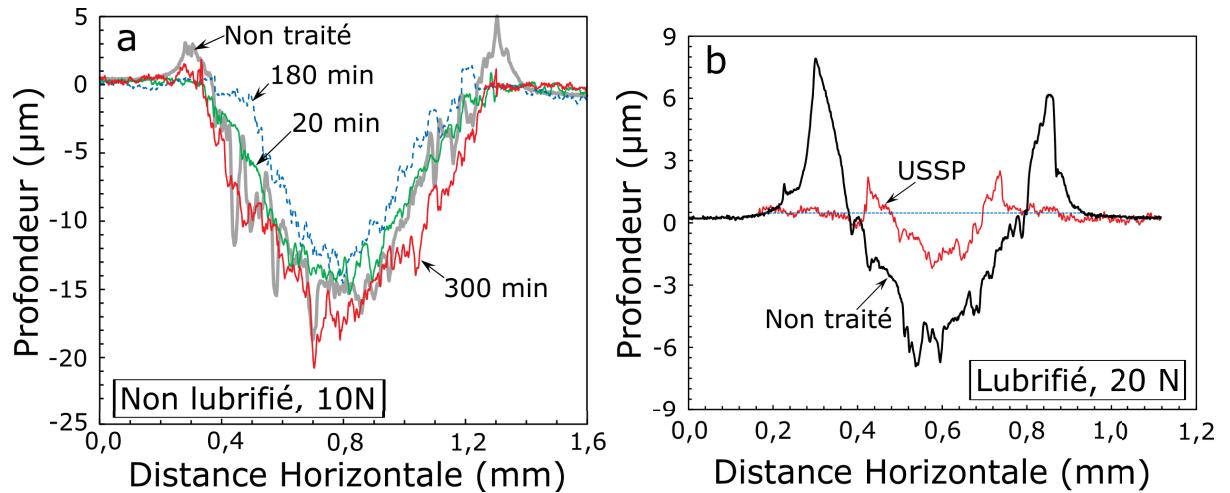 a
Non traité
180 min
20 min
300 min
Non lubrifié, 10N
Profondeur (µm)
5
0
-5
-10
-15
-20
-25
0,0
0,4
0,8
1,2
1,6
Distance Horizontale (mm)
b
USSP
Non traité
Lubrifié, 20 N
Profondeur (µm)
9
6
3
0
-3
-6
-9
0,0
0,2
0,4
0,6
0,8
1,0
1,2
Distance Horizontale (mm)